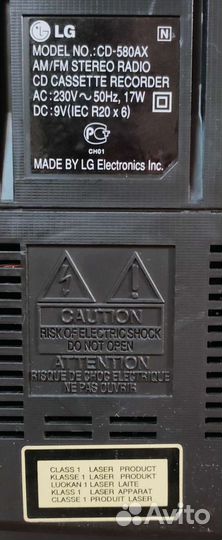 LG N
MODEL NO.:CD-580AX
AM/FM STEREO RADIO
CD CASSETTE RECORDER
AC:230V~50Hz, 17W
DC:9V(IEC R20 x 6)
CH01
MADE BY LG Electronics Inc.
CAUTION
RISK OF ELECTRIC SHOCK
DO NOT OPEN
ATTENTION
RISQUE DE CHOC ELECTRIQUE
NE PAS OUVRIR
CLASS 1 LASER PRODUCT
KLASSE 1 LASER PRODUKT
LUOKAN 1 LASER LAITE
KLASS 1 LASER APPARAT
CLASSE 1 PRODUIT LASER
Avito